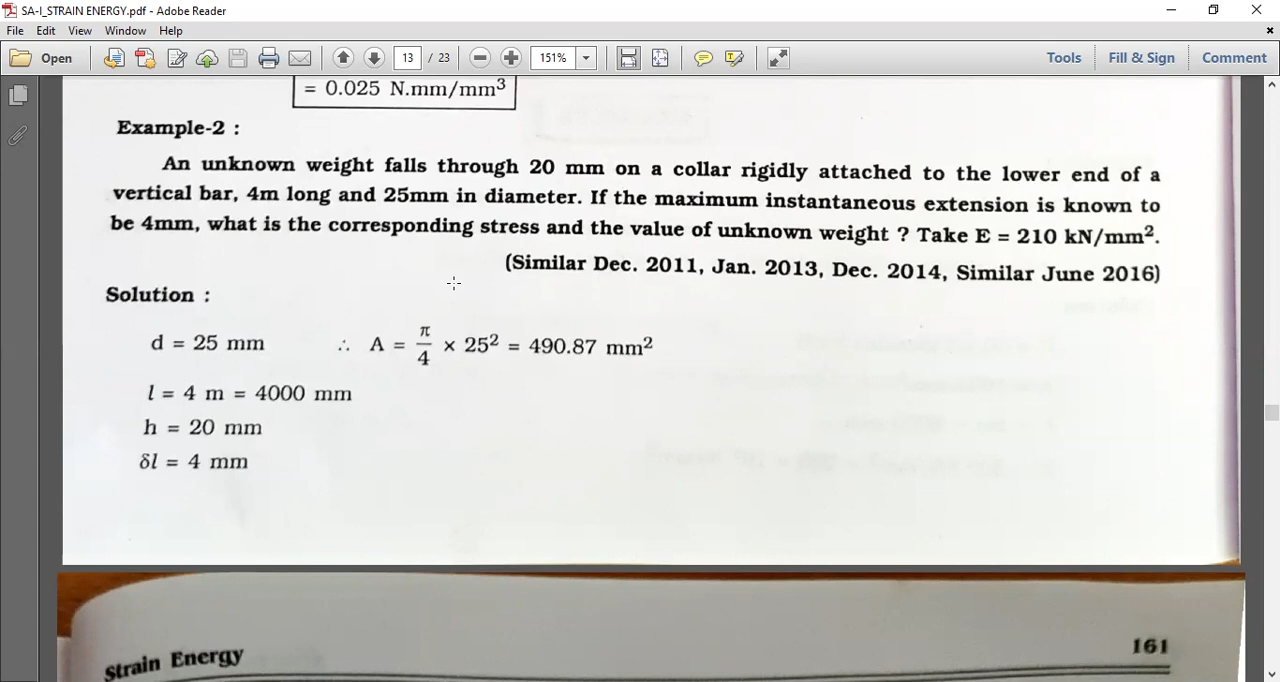 SA-I_STRAIN ENERGY.pdf - Adobe Reader
File Edit View Window Help
Open 13 / 23 151% Tools Fill & Sign Comment
= 0.025 N.mm/mm³
Example-2 :
An unknown weight falls through 20 mm on a collar rigidly attached to the lower end of a
vertical bar, 4m long and 25mm in diameter. If the maximum instantaneous extension is known to
be 4mm, what is the corresponding stress and the value of unknown weight ? Take E = 210 kN/mm².
(Similar Dec. 2011, Jan. 2013, Dec. 2014, Similar June 2016)
Solution :
d = 25 mm ∴ A = π/4 × 25² = 490.87 mm²
l = 4 m = 4000 mm
h = 20 mm
δl = 4 mm
Strain Energy 161